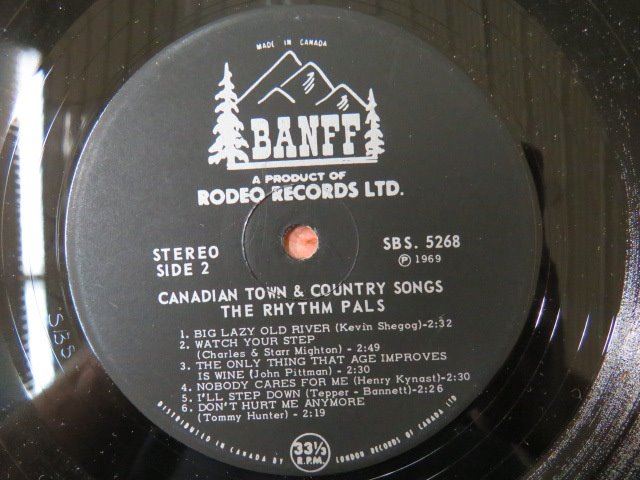 MADE IN CANADA
BANFF
A PRODUCT OF
RODEO RECORDS LTD.
STEREO
SIDE 2
SBS. 5268
Ⓟ 1969
CANADIAN TOWN & COUNTRY SONGS
THE RHYTHM PALS
1. BIG LAZY OLD RIVER (Kevin Shegog)-2:32
2. WATCH YOUR STEP
(Charles & Starr Mighton) - 2:49
3. THE ONLY THING THAT AGE IMPROVES
IS WINE (John Pittman) - 2:30
4. NOBODY CARES FOR ME (Henry Kynast)-2:30
5. I'LL STEP DOWN (Tepper - Bannett)-2:26
6. DON'T HURT ME ANYMORE
(Tommy Hunter) - 2:19
DISTRIBUTED IN CANADA BY LONDON RECORDS OF CANADA LTD
33⅓
R.P.M.